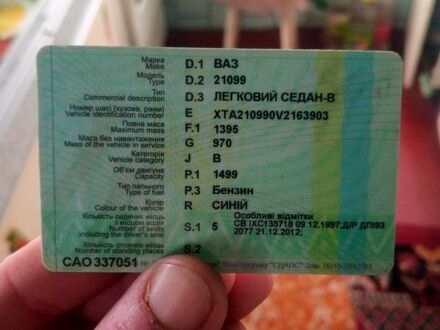 Марка
Make D.1 ВАЗ
Модель
Type D.2 21099
Тип
Commercial description D.3 ЛЕГКОВИЙ СЕДАН-В
Номер шасі (кузова, рами)
Vehicle identification number E XTA210990V2163903
Повна маса
Maximum mass F.1 1395
Маса без навантаження
Mass of the vehicle in service G 970
Категорія
Vehicle category J B
Об'єм двигуна
Capacity P.1 1499
Тип пального
Type of fuel P.3 Бензин
Колір
Colour of the vehicle R СИНІЙ
Кількість сидячих місць
з місцем водія
Number of seats
including the driver's seat S.1 5
Особливі відмітки
СВ ІХС135718 09.12.1997;Д/Р ДПІ93
2077 21.12.2012;
Кількість стоячих місць
Number of standing places S.2
САО 337051